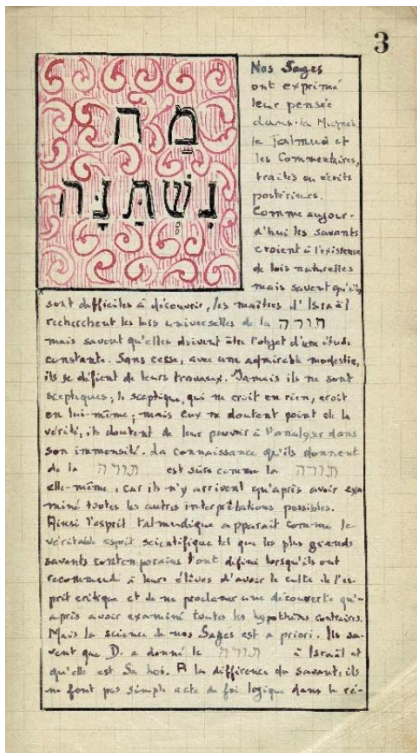 3
מַה
נִשְׁתַּנָּה
Nos Sages
ont exprimé
leur pensée
dans la Michnah
le Talmud et
les Commentaires,
traités ou écrits
postérieurs.
Comme aujour-
d'hui les savants
croient à l'existence
de lois naturelles
mais savent qu'elles
sont difficiles à découvrir, les maîtres d'Israël
recherchent les lois universelles de la תורה
mais savent qu'elles doivent être l'objet d'une étude
constante. Sans cesse, avec une admirable modestie,
ils se défient de leurs travaux. Jamais ils ne sont
sceptiques; le sceptique, qui ne croit en rien, croit
en lui-même; mais eux ne doutent point de la
vérité, ils doutent de leur pouvoir à l'analyser dans
son immensité. La connaissance qu'ils donnent
de la תורה est sûre comme la תורה
elle-même, car ils n'y arrivent qu'après avoir exa-
miné toutes les autres interprétations possibles.
Ainsi l'esprit talmudique apparaît comme le
véritable esprit scientifique tel que les plus grands
savants contemporains l'ont défini lorsqu'ils ont
recommandé à leurs élèves d'avoir le culte de l'es-
prit critique et de ne proclamer une découverte qu'-
après avoir examiné toutes les hypothèses contraires.
Mais la science de nos Sages est a priori. Ils sa-
vent que D. a donné la תורה à Israël et
qu'elle est Sa loi. A la différence du savant, ils
ne font pas simple acte de foi logique dans le ré-